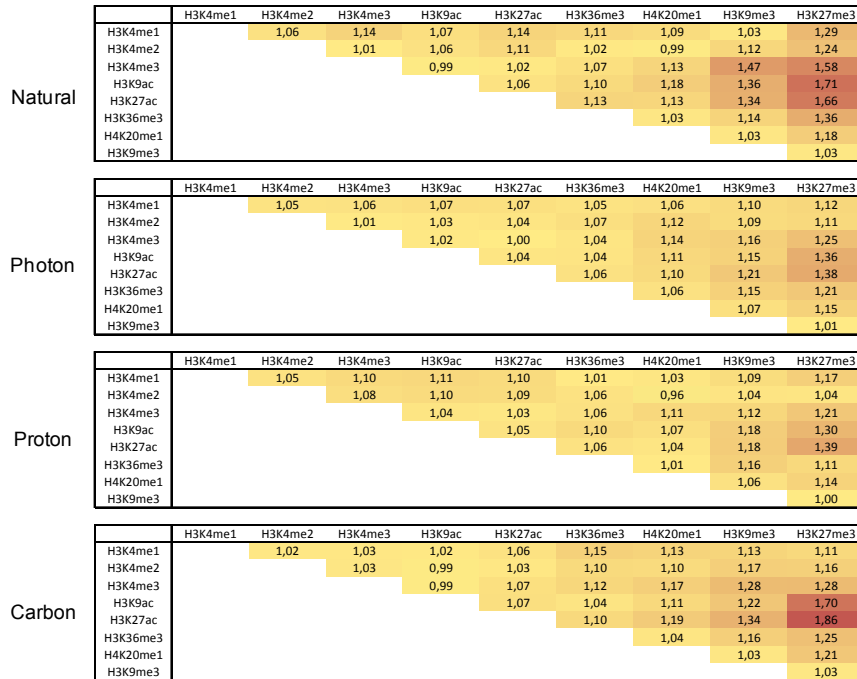 H3K4me1 H3K4me2 H3K4me3 H3K9ac H3K27ac H3K36me3 H4K20me1 H3K9me3 H3K27me3
H3K4me1 1,06 1,14 1,07 1,14 1,11 1,09 1,03 1,29
H3K4me2 1,01 1,06 1,11 1,02 0,99 1,12 1,24
H3K4me3 0,99 1,02 1,07 1,13 1,47 1,58
Natural H3K9ac 1,06 1,10 1,18 1,36 1,71
H3K27ac 1,13 1,13 1,34 1,66
H3K36me3 1,03 1,14 1,36
H4K20me1 1,03 1,18
H3K9me3 1,03
H3K4me1 H3K4me2 H3K4me3 H3K9ac H3K27ac H3K36me3 H4K20me1 H3K9me3 H3K27me3
H3K4me1 1,05 1,06 1,07 1,07 1,05 1,06 1,10 1,12
H3K4me2 1,01 1,03 1,04 1,07 1,12 1,09 1,11
H3K4me3 1,02 1,00 1,04 1,14 1,16 1,25
Photon H3K9ac 1,04 1,04 1,11 1,15 1,36
H3K27ac 1,06 1,10 1,21 1,38
H3K36me3 1,06 1,15 1,21
H4K20me1 1,07 1,15
H3K9me3 1,01
H3K4me1 H3K4me2 H3K4me3 H3K9ac H3K27ac H3K36me3 H4K20me1 H3K9me3 H3K27me3
H3K4me1 1,05 1,10 1,11 1,10 1,01 1,03 1,09 1,17
H3K4me2 1,08 1,10 1,09 1,06 0,96 1,04 1,04
H3K4me3 1,04 1,03 1,06 1,11 1,12 1,21
Proton H3K9ac 1,05 1,10 1,07 1,18 1,30
H3K27ac 1,06 1,04 1,18 1,39
H3K36me3 1,01 1,16 1,11
H4K20me1 1,06 1,14
H3K9me3 1,00
H3K4me1 H3K4me2 H3K4me3 H3K9ac H3K27ac H3K36me3 H4K20me1 H3K9me3 H3K27me3
H3K4me1 1,02 1,03 1,02 1,06 1,15 1,13 1,13 1,11
H3K4me2 1,03 0,99 1,03 1,10 1,10 1,17 1,16
H3K4me3 0,99 1,07 1,12 1,17 1,28 1,28
Carbon H3K9ac 1,07 1,04 1,11 1,22 1,70
H3K27ac 1,10 1,19 1,34 1,86
H3K36me3 1,04 1,16 1,25
H4K20me1 1,03 1,21
H3K9me3 1,03